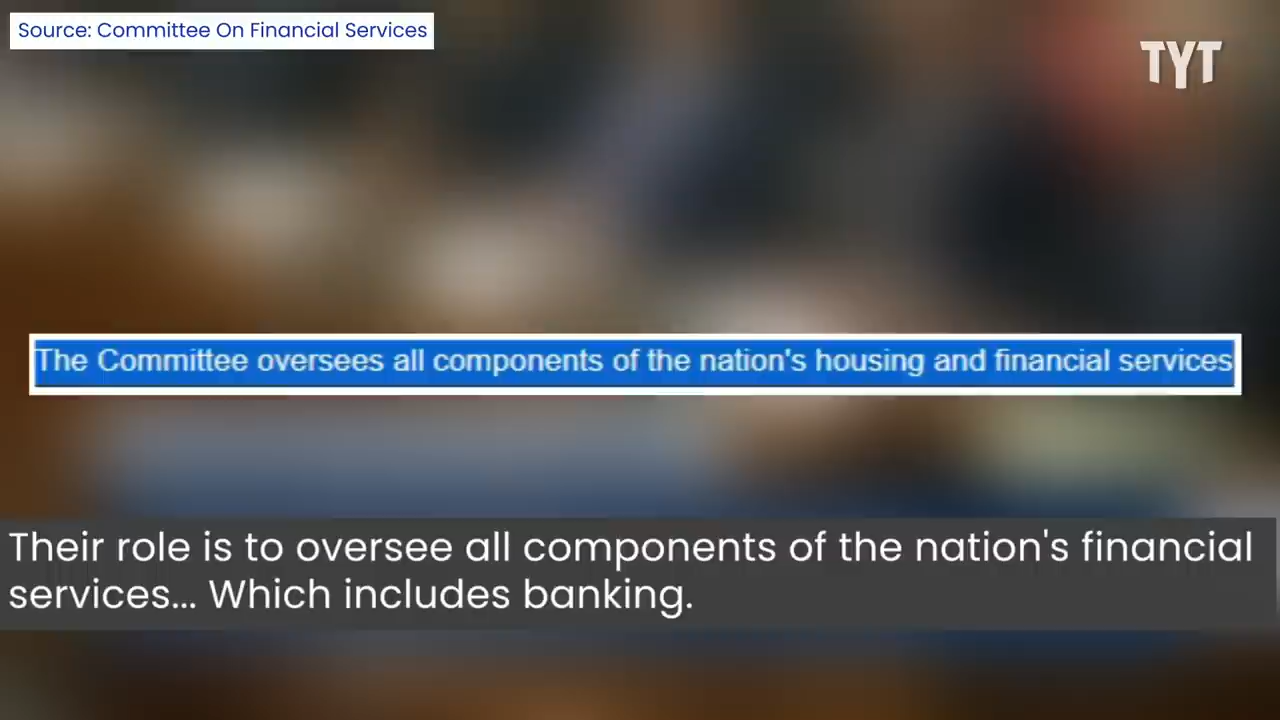 Source: Committee On Financial Services
TYT
The Committee oversees all components of the nation's housing and financial services
Their role is to oversee all components of the nation's financial
services... Which includes banking.